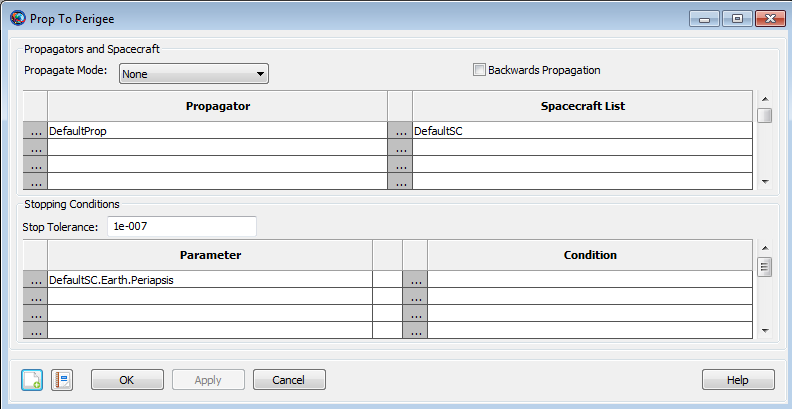 Prop To Perigee
Propagators and Spacecraft
Propagate Mode: None Backwards Propagation
Propagator Spacecraft List
... DefaultProp ... DefaultSC
... ...
... ...
... ...
Stopping Conditions
Stop Tolerance: 1e-007
Parameter Condition
... DefaultSC.Earth.Periapsis ...
... ...
... ...
... ...
OK Apply Cancel Help